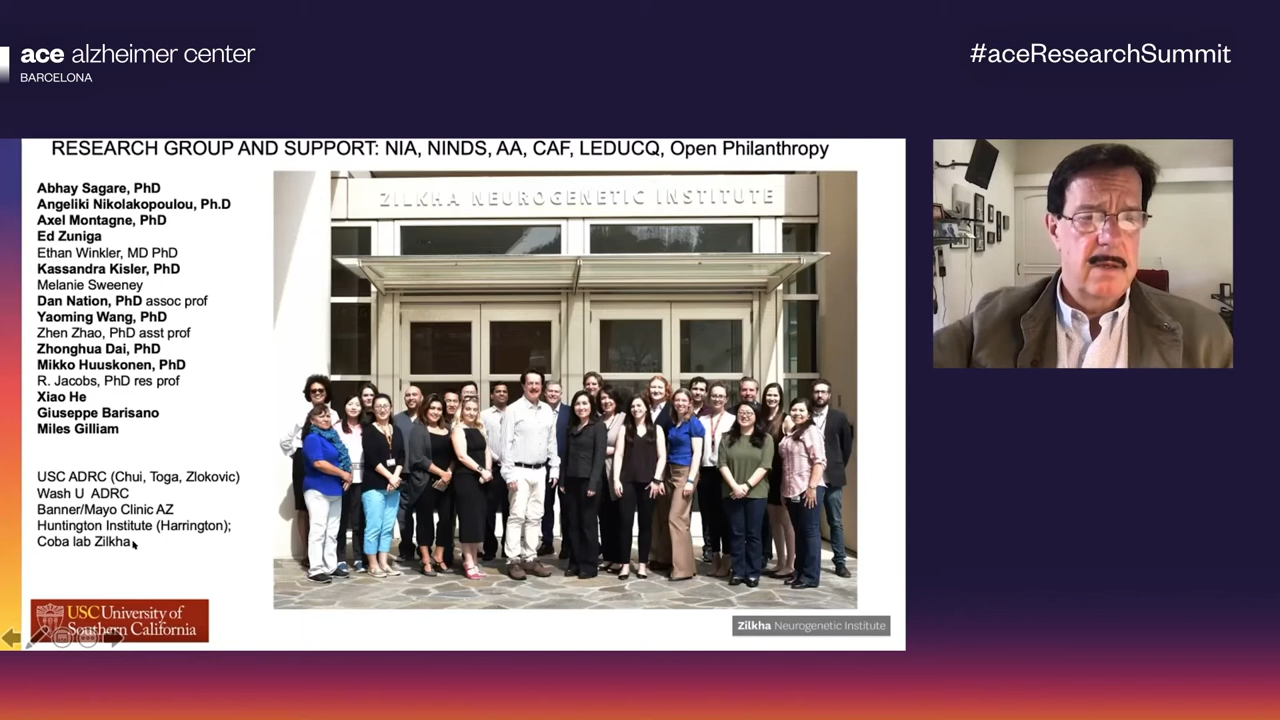 ace alzheimer center
BARCELONA
#aceResearchSummit
RESEARCH GROUP AND SUPPORT: NIA, NINDS, AA, CAF, LEDUCQ, Open Philanthropy
ZILKHA NEUROGENETIC INSTITUTE
Abhay Sagare, PhD
Angeliki Nikolakopoulou, Ph.D
Axel Montagne, PhD
Ed Zuniga
Ethan Winkler, MD PhD
Kassandra Kisler, PhD
Melanie Sweeney
Dan Nation, PhD assoc prof
Yaoming Wang, PhD
Zhen Zhao, PhD asst prof
Zhonghua Dai, PhD
Mikko Huuskonen, PhD
R. Jacobs, PhD res prof
Xiao He
Giuseppe Barisano
Miles Gilliam
USC ADRC (Chui, Toga, Zlokovic)
Wash U ADRC
Banner/Mayo Clinic AZ
Huntington Institute (Harrington);
Coba lab Zilkha
USC University of
Southern California
Zilkha Neurogenetic Institute